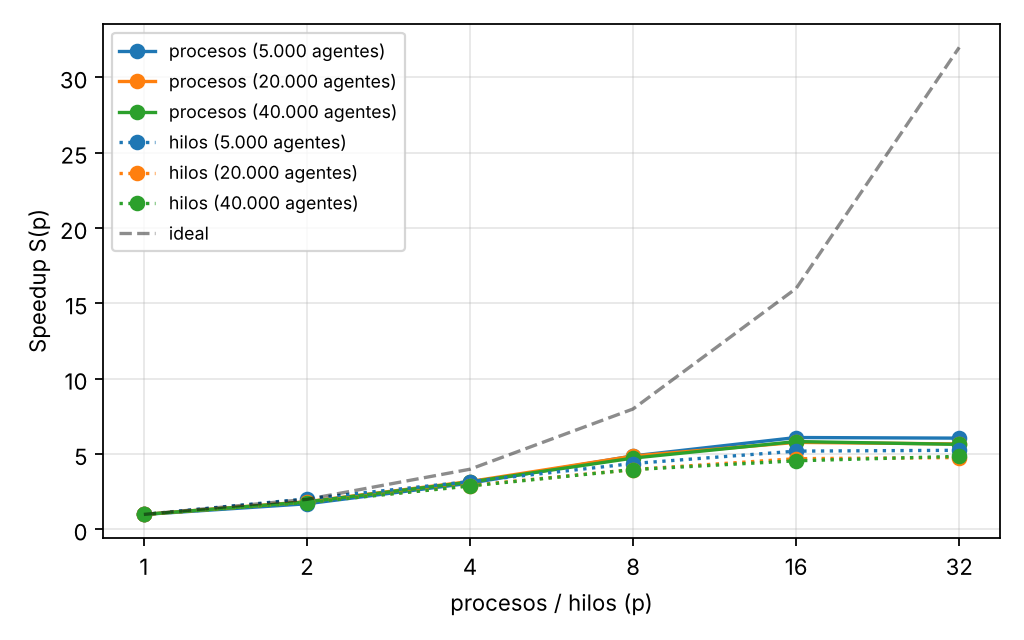 procesos (5.000 agentes)
procesos (20.000 agentes)
procesos (40.000 agentes)
hilos (5.000 agentes)
hilos (20.000 agentes)
hilos (40.000 agentes)
ideal
Speedup S(p)
30
25
20
15
10
5
0
1 2 4 8 16 32
procesos / hilos (p)